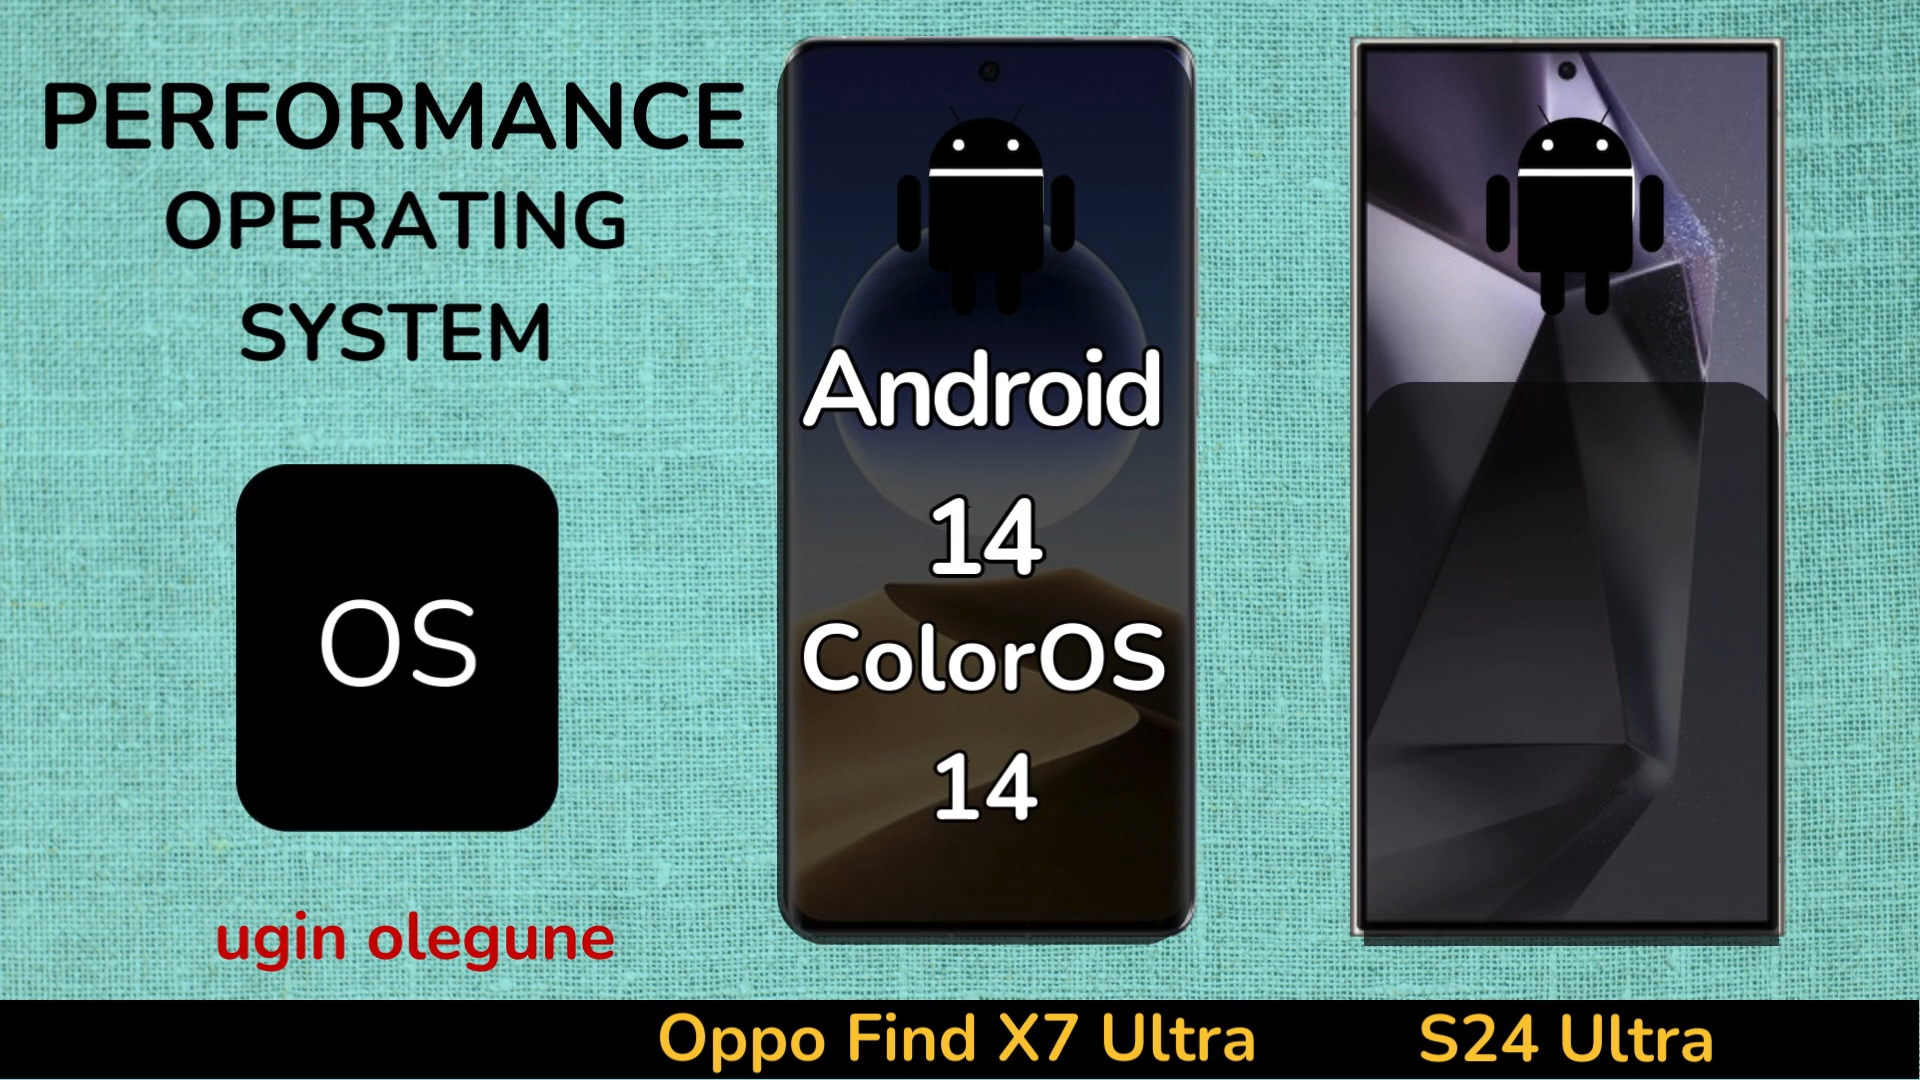 PERFORMANCE
OPERATING
SYSTEM
OS
ugin olegune
Android
14
ColorOS
14
Oppo Find X7 Ultra
S24 Ultra